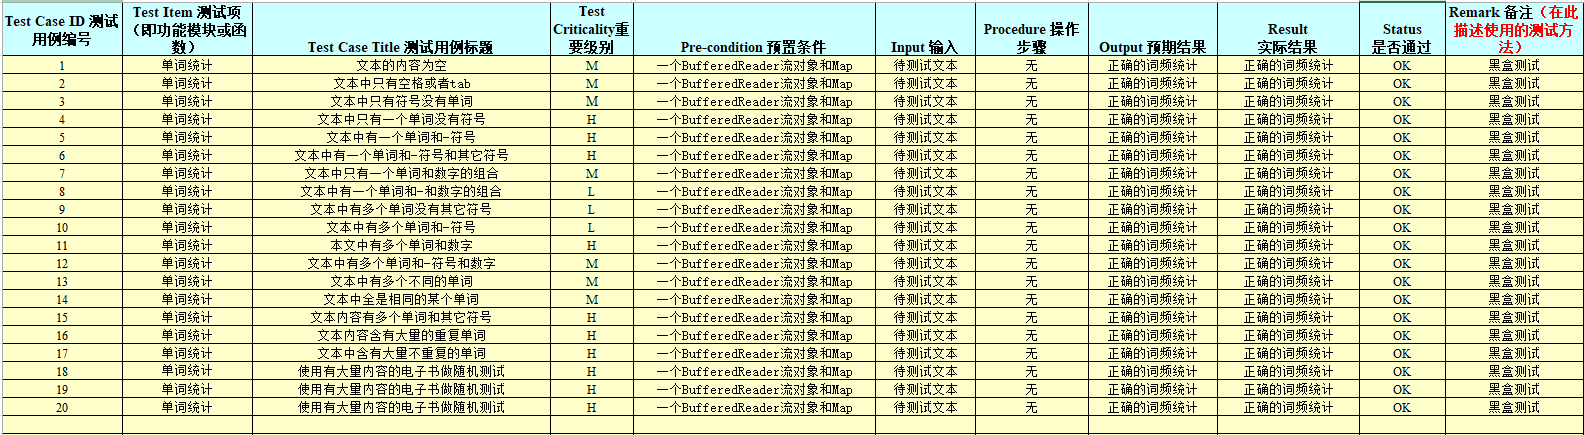 Test Case ID 测试用例编号 Test Item 测试项（即功能模块或函数） Test Case Title 测试用例标题 Test Criticality重要级别 Pre-condition 预置条件 Input 输入 Procedure 操作步骤 Output 预期结果 Result 实际结果 Status 是否通过 Remark 备注（在此描述使用的测试方法）
1 单词统计 文本的内容为空 M 一个BufferedReader流对象和Map 待测试文本 无 正确的词频统计 正确的词频统计 OK 黑盒测试
2 单词统计 文本中只有空格或者tab M 一个BufferedReader流对象和Map 待测试文本 无 正确的词频统计 正确的词频统计 OK 黑盒测试
3 单词统计 文本中只有符号没有单词 M 一个BufferedReader流对象和Map 待测试文本 无 正确的词频统计 正确的词频统计 OK 黑盒测试
4 单词统计 文本中只有一个单词没有符号 H 一个BufferedReader流对象和Map 待测试文本 无 正确的词频统计 正确的词频统计 OK 黑盒测试
5 单词统计 文本中有一个单词和-符号 H 一个BufferedReader流对象和Map 待测试文本 无 正确的词频统计 正确的词频统计 OK 黑盒测试
6 单词统计 文本中有一个单词和-符号和其它符号 H 一个BufferedReader流对象和Map 待测试文本 无 正确的词频统计 正确的词频统计 OK 黑盒测试
7 单词统计 文本中只有一个单词和数字的组合 M 一个BufferedReader流对象和Map 待测试文本 无 正确的词频统计 正确的词频统计 OK 黑盒测试
8 单词统计 文本中有一个单词和-和数字的组合 L 一个BufferedReader流对象和Map 待测试文本 无 正确的词频统计 正确的词频统计 OK 黑盒测试
9 单词统计 文本中有多个单词没有其它符号 L 一个BufferedReader流对象和Map 待测试文本 无 正确的词频统计 正确的词频统计 OK 黑盒测试
10 单词统计 文本中有多个单词和-符号 L 一个BufferedReader流对象和Map 待测试文本 无 正确的词频统计 正确的词频统计 OK 黑盒测试
11 单词统计 本文中有多个单词和数字 H 一个BufferedReader流对象和Map 待测试文本 无 正确的词频统计 正确的词频统计 OK 黑盒测试
12 单词统计 文本中有多个单词和-符号和数字 M 一个BufferedReader流对象和Map 待测试文本 无 正确的词频统计 正确的词频统计 OK 黑盒测试
13 单词统计 文本中有多个不同的单词 M 一个BufferedReader流对象和Map 待测试文本 无 正确的词频统计 正确的词频统计 OK 黑盒测试
14 单词统计 文本中全是相同的某个单词 M 一个BufferedReader流对象和Map 待测试文本 无 正确的词频统计 正确的词频统计 OK 黑盒测试
15 单词统计 文本内容有多个单词和其它符号 H 一个BufferedReader流对象和Map 待测试文本 无 正确的词频统计 正确的词频统计 OK 黑盒测试
16 单词统计 文本内容含有大量的重复单词 H 一个BufferedReader流对象和Map 待测试文本 无 正确的词频统计 正确的词频统计 OK 黑盒测试
17 单词统计 文本中含有大量不重复的单词 H 一个BufferedReader流对象和Map 待测试文本 无 正确的词频统计 正确的词频统计 OK 黑盒测试
18 单词统计 使用有大量内容的电子书做随机测试 H 一个BufferedReader流对象和Map 待测试文本 无 正确的词频统计 正确的词频统计 OK 黑盒测试
19 单词统计 使用有大量内容的电子书做随机测试 H 一个BufferedReader流对象和Map 待测试文本 无 正确的词频统计 正确的词频统计 OK 黑盒测试
20 单词统计 使用有大量内容的电子书做随机测试 H 一个BufferedReader流对象和Map 待测试文本 无 正确的词频统计 正确的词频统计 OK 黑盒测试